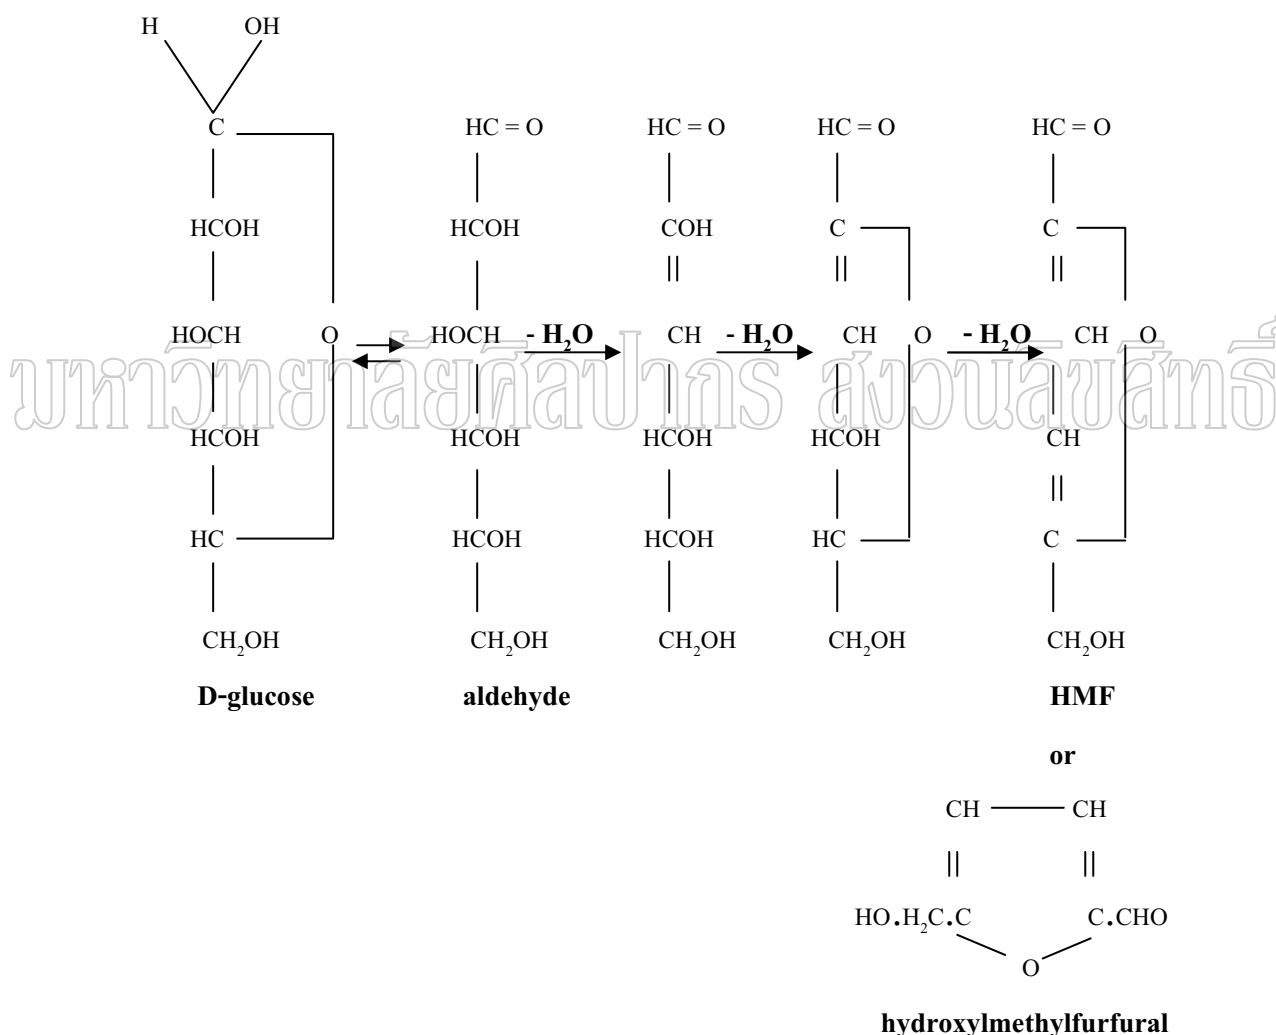 H OH
C HC = O HC = O HC = O HC = O
HCOH HCOH COH C C
HOCH O HOCH - H₂O CH - H₂O CH O - H₂O CH O
มหาวิทยาลัยศิลปากร สงวนลิขสิทธิ์
HCOH HCOH HCOH HCOH CH
HC HCOH HCOH HC C
CH₂OH CH₂OH CH₂OH CH₂OH CH₂OH
D-glucose aldehyde HMF
or
CH CH
HO.H₂C.C C.CHO
O
hydroxylmethylfurfural